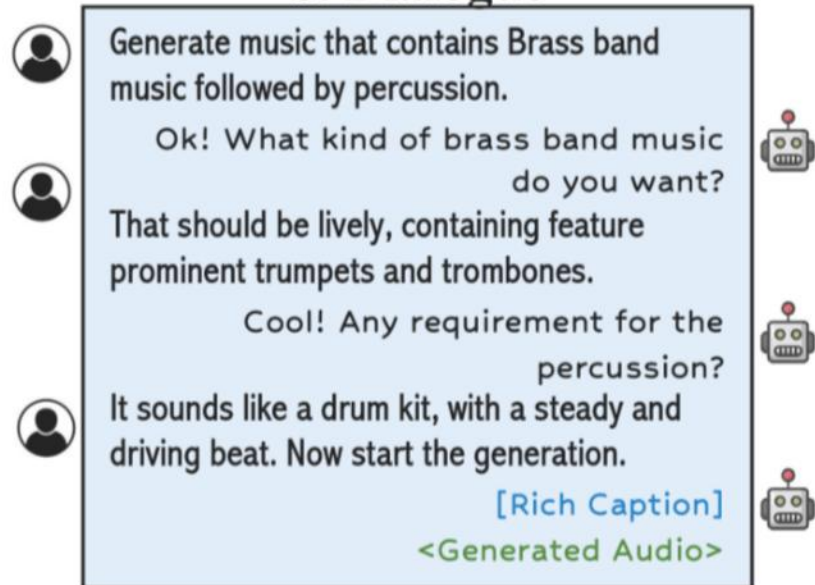 Generate music that contains Brass band
music followed by percussion.
Ok! What kind of brass band music
do you want?
That should be lively, containing feature
prominent trumpets and trombones.
Cool! Any requirement for the
percussion?
It sounds like a drum kit, with a steady and
driving beat. Now start the generation.
[Rich Caption]
<Generated Audio>